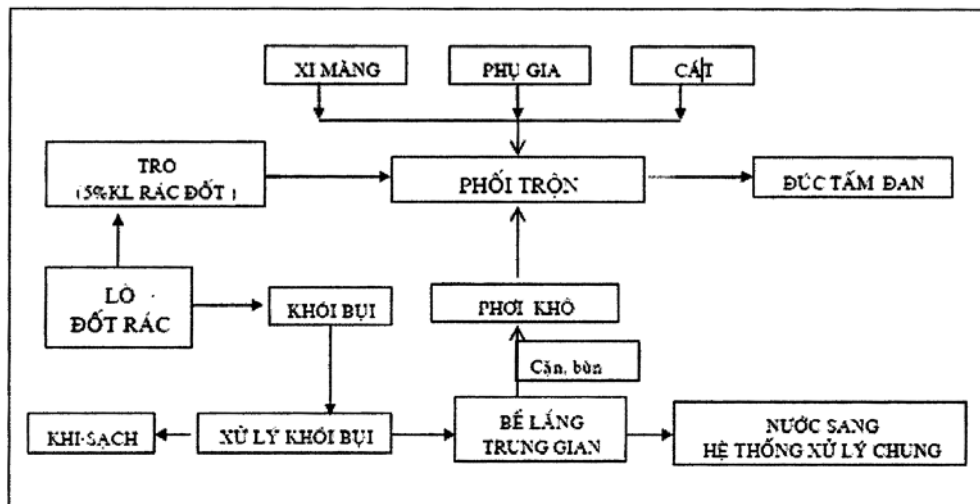 XI MĂNG
PHỤ GIA
CÁT
TRO
(5%KL RÁC ĐỐT )
PHỐI TRỘN
ĐÚC TẤM ĐAN
LÒ
ĐỐT RÁC
KHÓI BỤI
PHƠI KHÔ
Cặn, bùn
KHI-SẠCH
XỬ LÝ KHÓI BỤI
BỂ LẮNG
TRUNG GIAN
NƯỚC SANG
HỆ THỐNG XỬ LÝ CHUNG